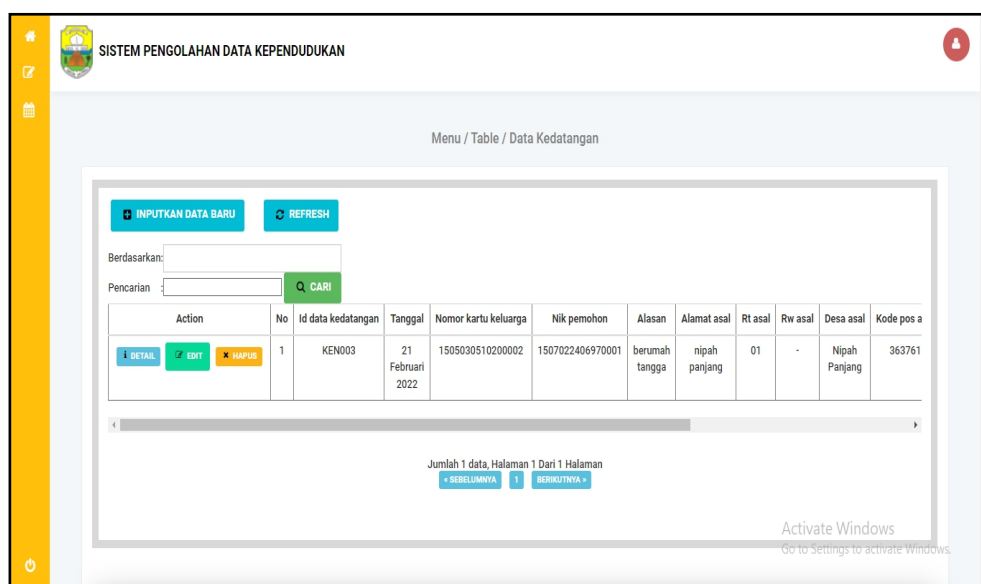 SISTEM PENGOLAHAN DATA KEPENDUDUKAN
Menu / Table / Data Kedatangan
INPUTKAN DATA BARU REFRESH
Berdasarkan:
Pencarian : CARI
Action No Id data kedatangan Tanggal Nomor kartu keluarga Nik pemohon Alasan Alamat asal Rt asal Rw asal Desa asal Kode pos a
DETAIL EDIT HAPUS 1 KEN003 21 1505030510200002 1507022406970001 berumah nipah 01 - Nipah 363761
Februari tangga panjang Panjang
2022
Jumlah 1 data, Halaman 1 Dari 1 Halaman
« SEBELUMNYA 1 BERIKUTNYA »
Activate Windows
Go to Settings to activate Windows.